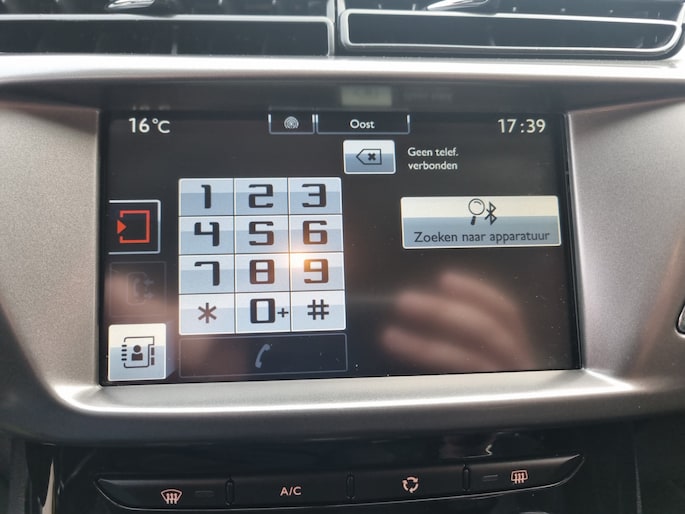 16 °C Oost 17:39
Geen telef.
verbonden
1 2 3
4 5 6
7 8 9
* 0+ #
Zoeken naar apparatuur
A/C